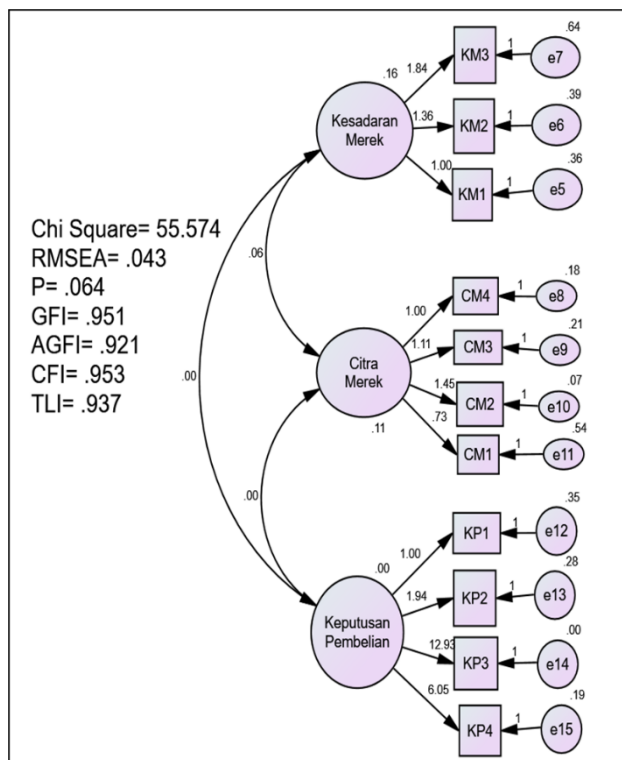 .64
KM3
1
e7
1.84
.16
.39
Kesadaran
Merek
1.36
KM2
1
e6
.36
1.00
KM1
1
e5
Chi Square= 55.574
RMSEA= .043
P= .064
GFI= .951
AGFI= .921
CFI= .953
TLI= .937
.06
.18
1.00
CM4
1
e8
.21
1.11
CM3
1
e9
Citra
Merek
.07
1.45
CM2
1
e10
.73
.54
.11
CM1
1
e11
.00
.00
.35
1.00
KP1
1
e12
.00
.28
1.94
KP2
1
e13
Keputusan
Pembelian
.00
12.93
KP3
1
e14
6.05
.19
KP4
1
e15